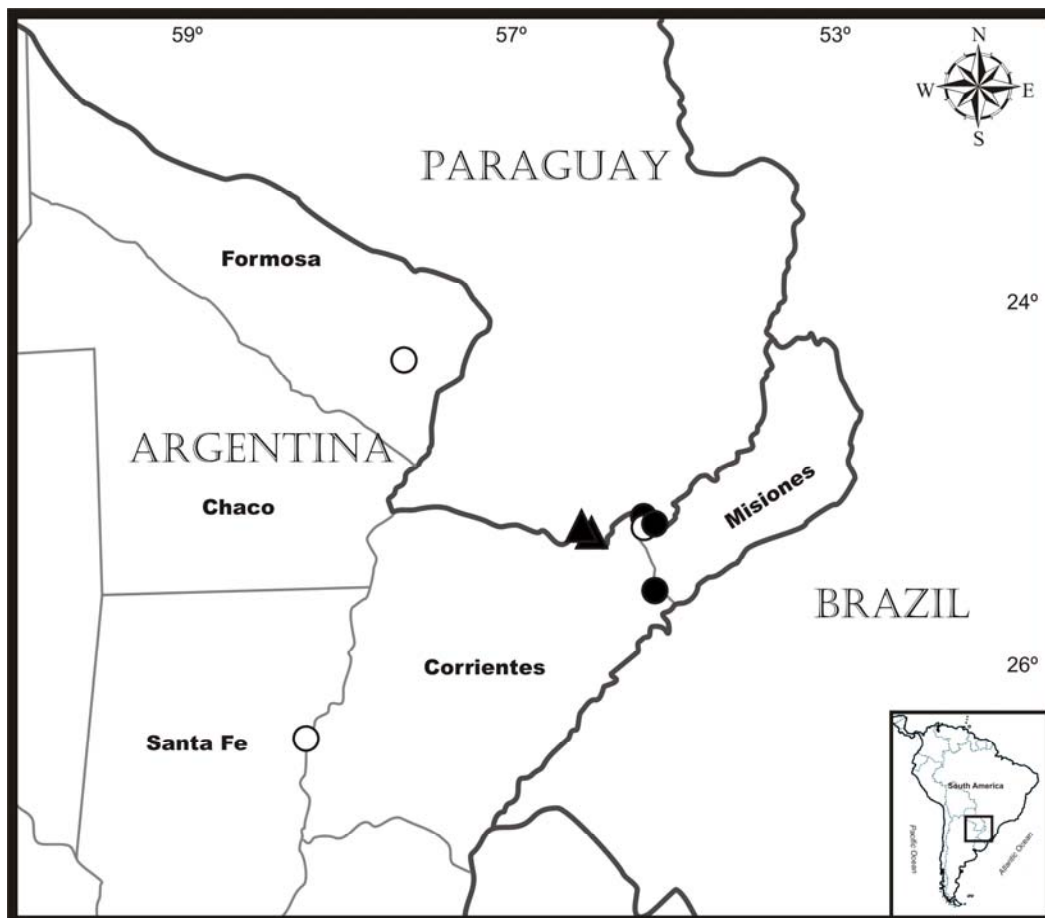 59º 57º 53º
N
W E
S
PARAGUAY
Formosa
24º
ARGENTINA
Chaco
Misiones
BRAZIL
Corrientes
26º
Santa Fe
South America
Pacific Ocean
Atlantic Ocean